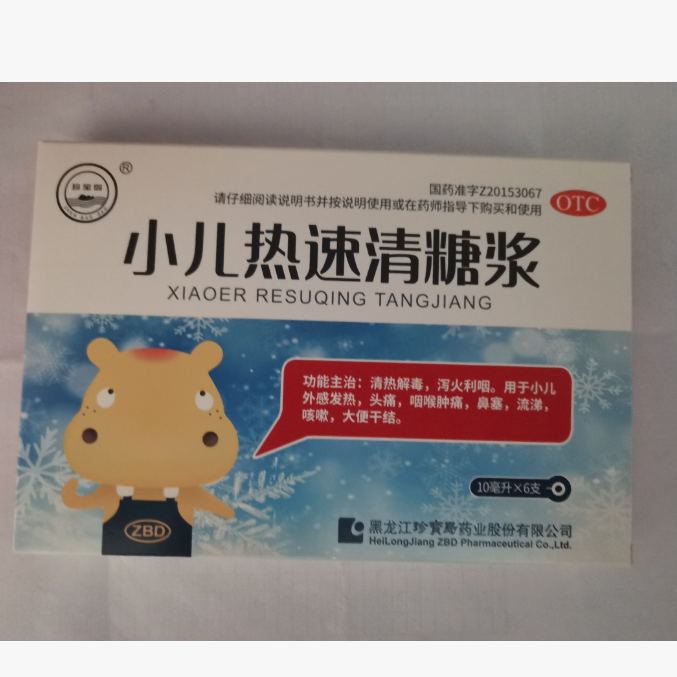 ®
国药准字Z20153067
请仔细阅读说明书并按说明使用或在药师指导下购买和使用
OTC
小儿热速清糖浆
XIAOER RESUQING TANGJIANG
功能主治：清热解毒，泻火利咽。用于小儿
外感发热，头痛，咽喉肿痛，鼻塞，流涕，
咳嗽，大便干结。
10毫升×6支
ZBD
黑龙江珍宝岛药业股份有限公司
HeiLongJiang ZBD Pharmaceutical Co.,Ltd.